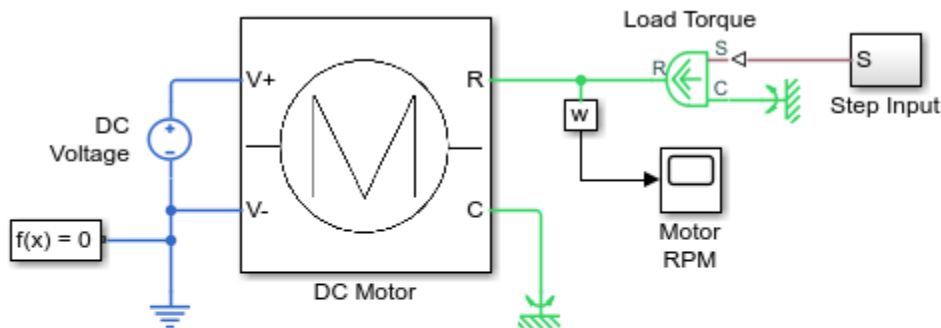 Load Torque
S
R
C
S
Step Input
V+
R
w
DC
Voltage
V-
C
f(x) = 0
Motor
RPM
DC Motor